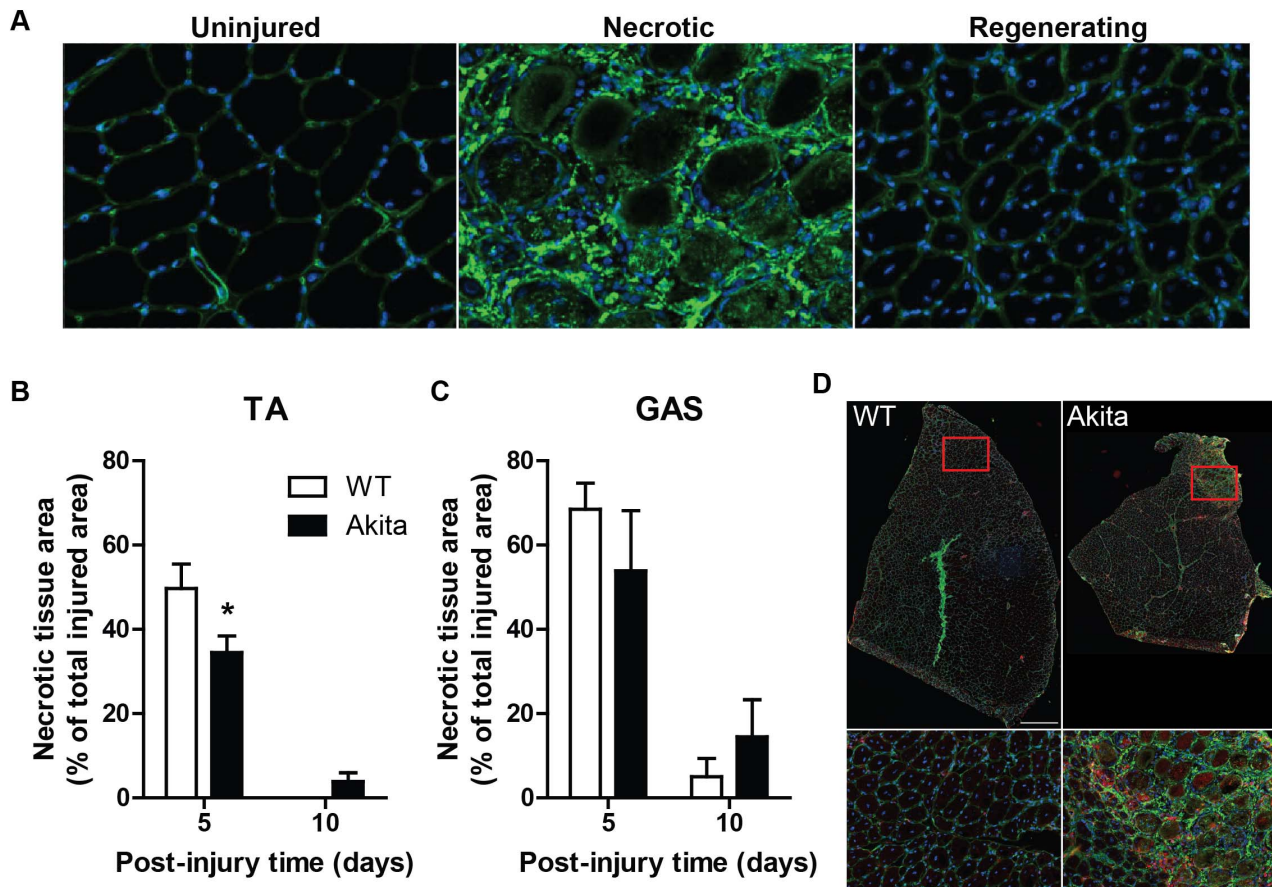 A
Uninjured
Necrotic
Regenerating
B
TA
Necrotic tissue area
(% of total injured area)
80
60
40
20
0
*
WT
Akita
5
10
Post-injury time (days)
C
GAS
Necrotic tissue area
(% of total injured area)
80
60
40
20
0
5
10
Post-injury time (days)
D
WT
Akita